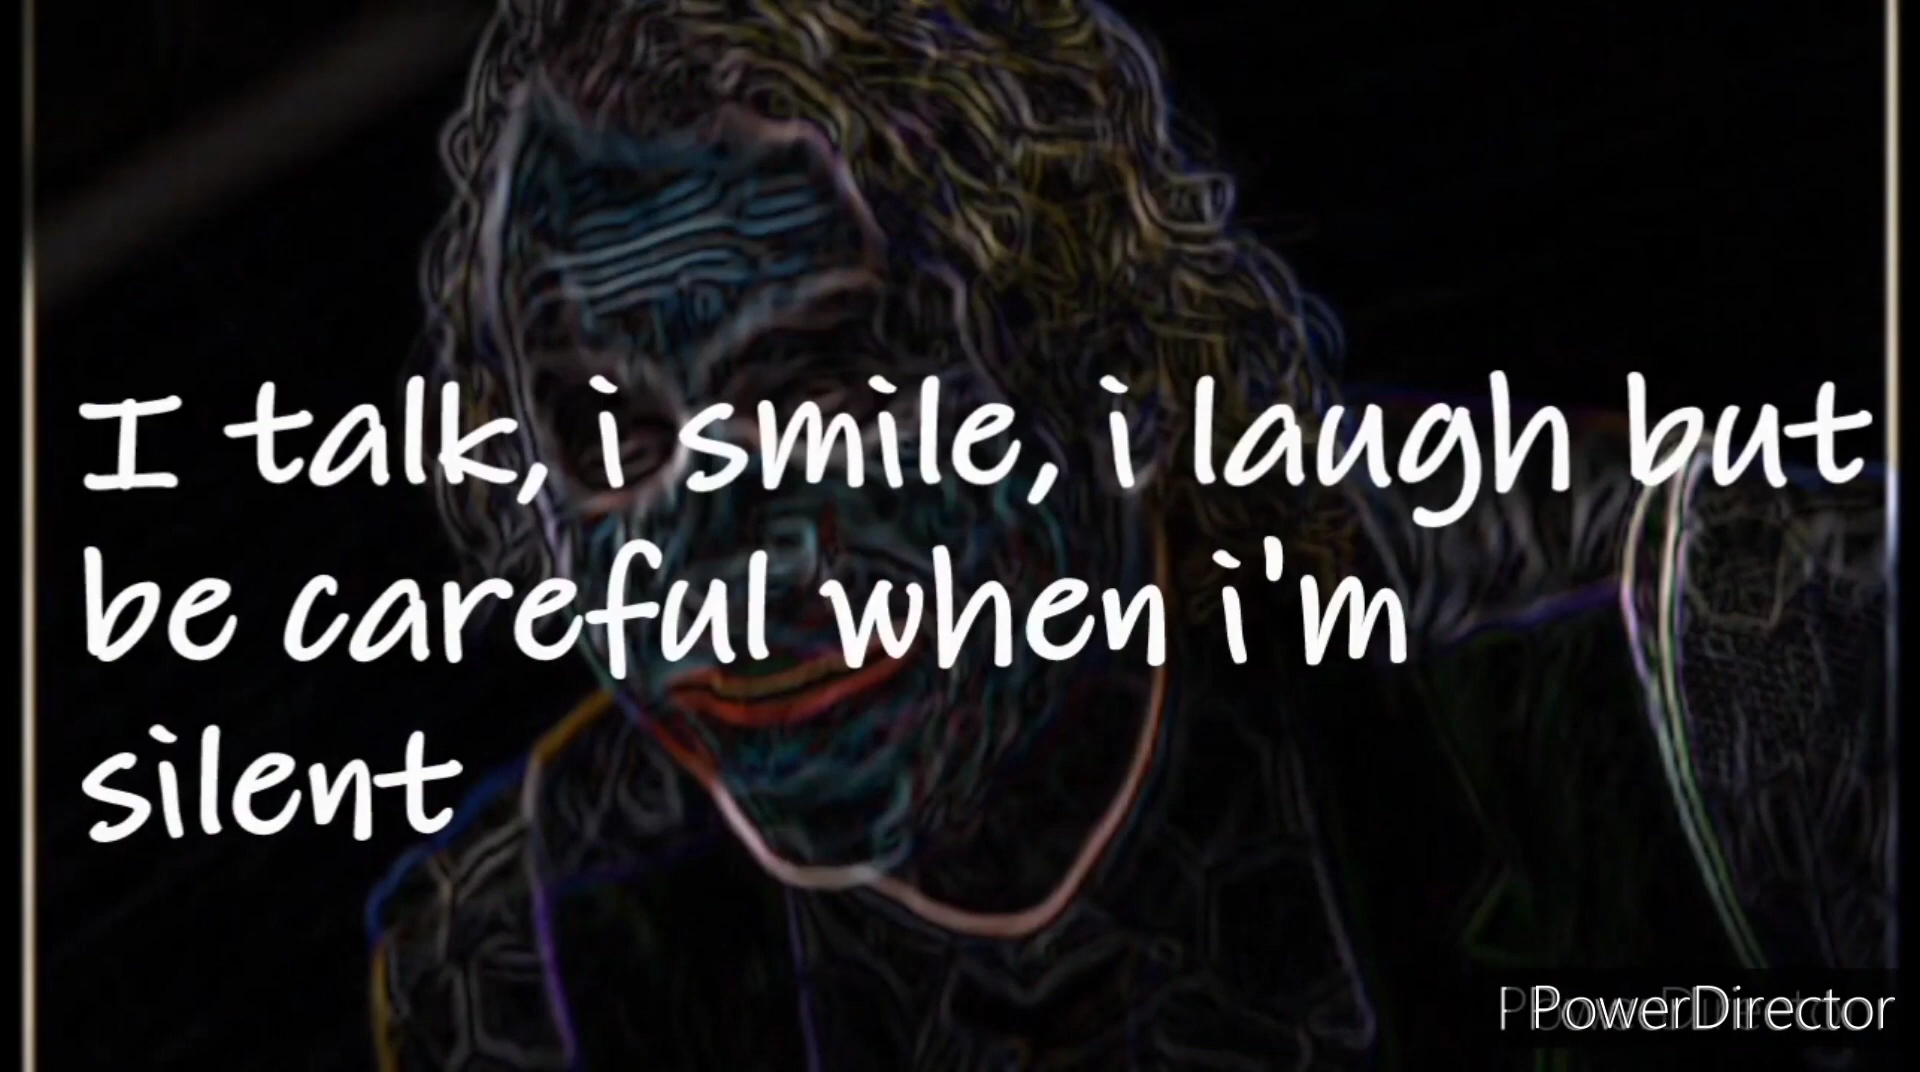 I talk, i smile, i laugh but
be careful when i'm
silent
PowerDirector